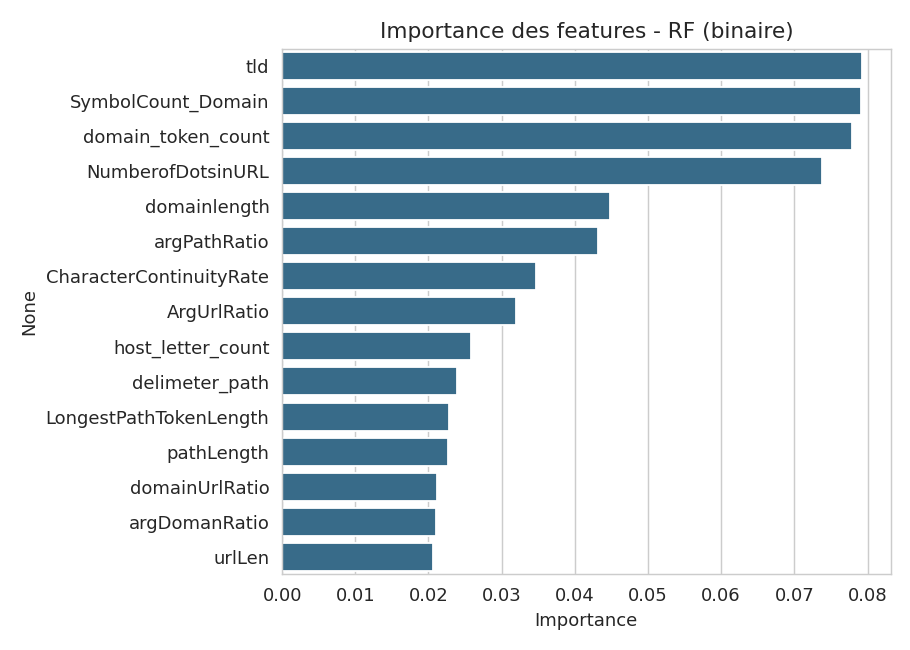 Importance des features - RF (binaire)
tld
SymbolCount_Domain
domain_token_count
NumberofDotsinURL
domainlength
argPathRatio
CharacterContinuityRate
ArgUrlRatio
host_letter_count
delimeter_path
LongestPathTokenLength
pathLength
domainUrlRatio
argDomanRatio
urlLen
None
0.00 0.01 0.02 0.03 0.04 0.05 0.06 0.07 0.08
Importance